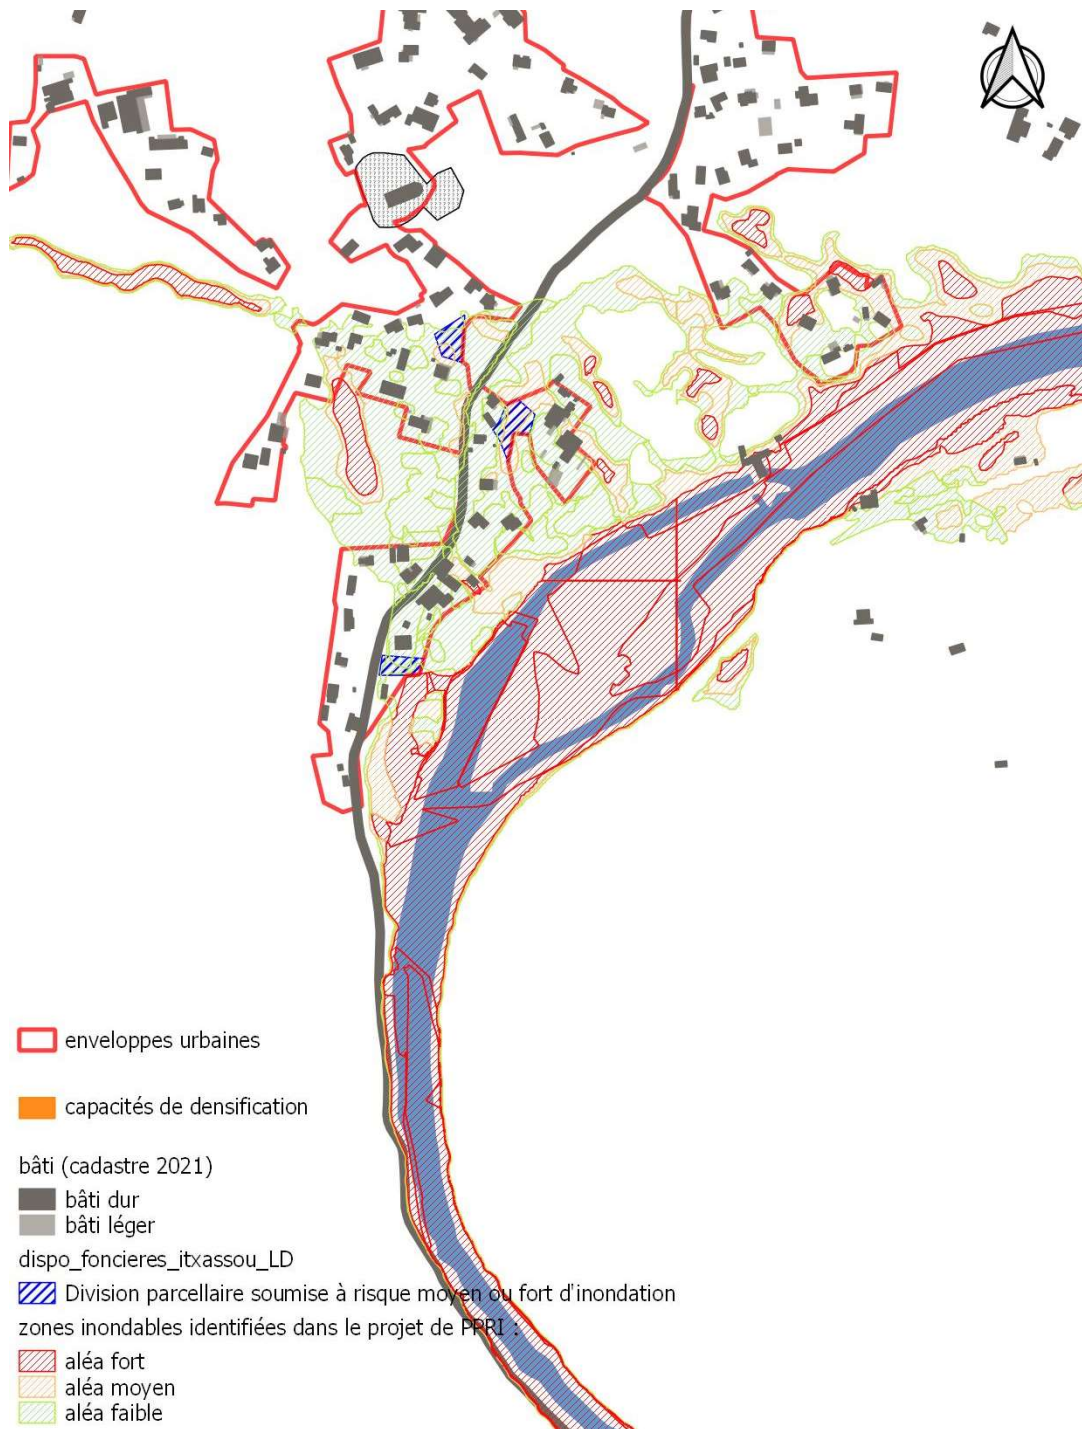 enveloppes urbaines
capacités de densification
bâti (cadastre 2021)
bâti dur
bâti léger
dispo_foncieres_itxassou_LD
Division parcellaire soumise à risque moyen ou fort d'inondation
zones inondables identifiées dans le projet de PPRI :
aléa fort
aléa moyen
aléa faible